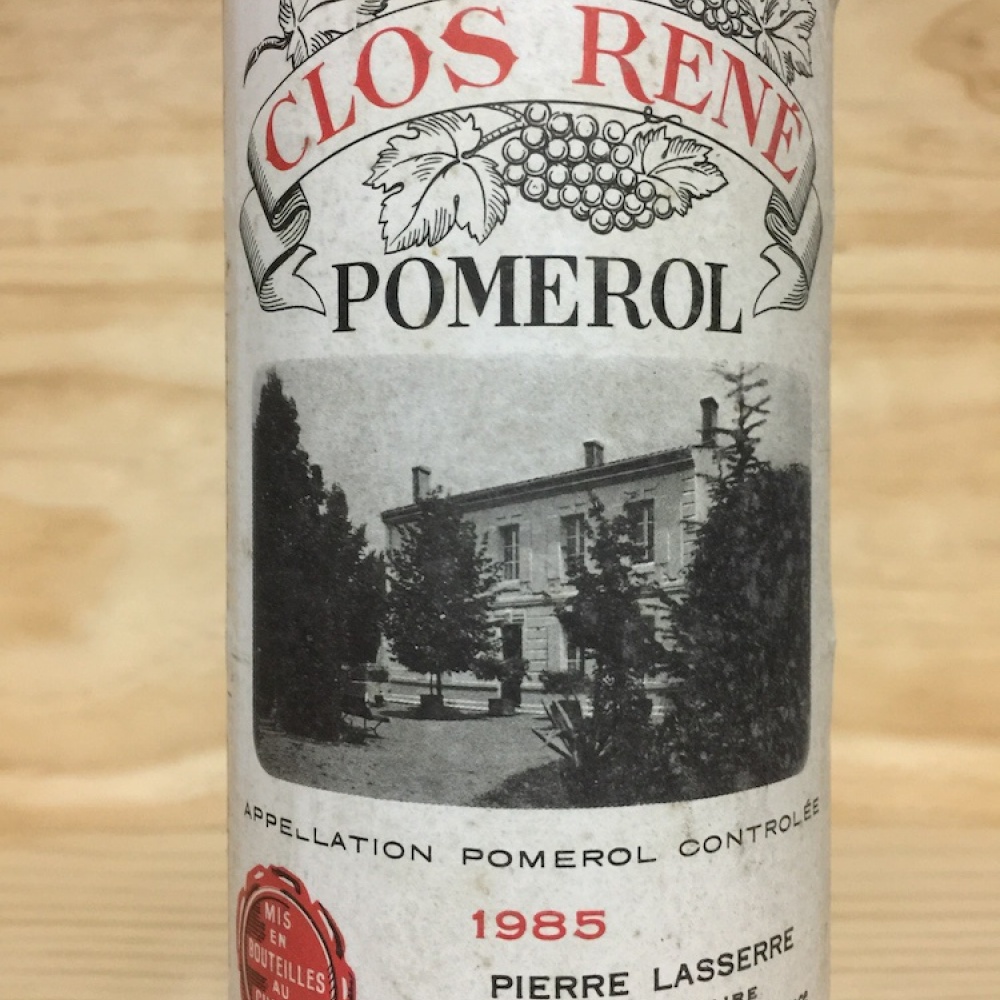 CLOS RENÉ
POMEROL
APPELLATION POMEROL CONTROLÉE
1985
PIERRE LASSERRE
MIS
EN
BOUTEILLES
AU